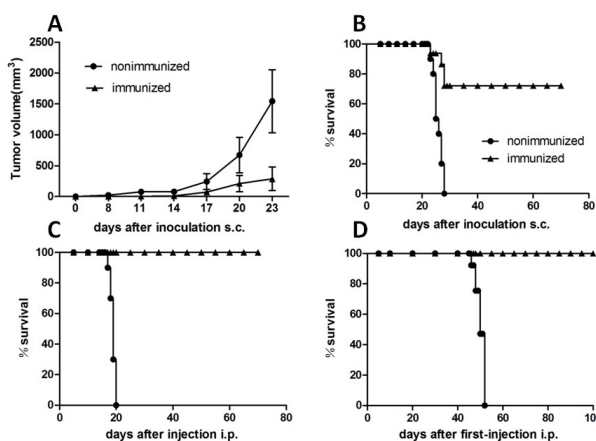 A
Tumor volume(mm³)
2500
2000
1500
1000
500
0
nonimmunized
immunized
0 8 11 14 17 20 23
days after inoculation s.c.
B
% survival
100
80
60
40
20
0
nonimmunized
immunized
0 20 40 60 80
days after inoculation s.c.
C
% survival
100
80
60
40
20
0
0 20 40 60 80
days after injection i.p.
D
% survival
100
80
60
40
20
0
0 20 40 60 80 100
days after first-injection i.p.